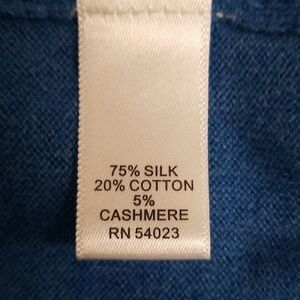 75% SILK
20% COTTON
5%
CASHMERE
RN 54023